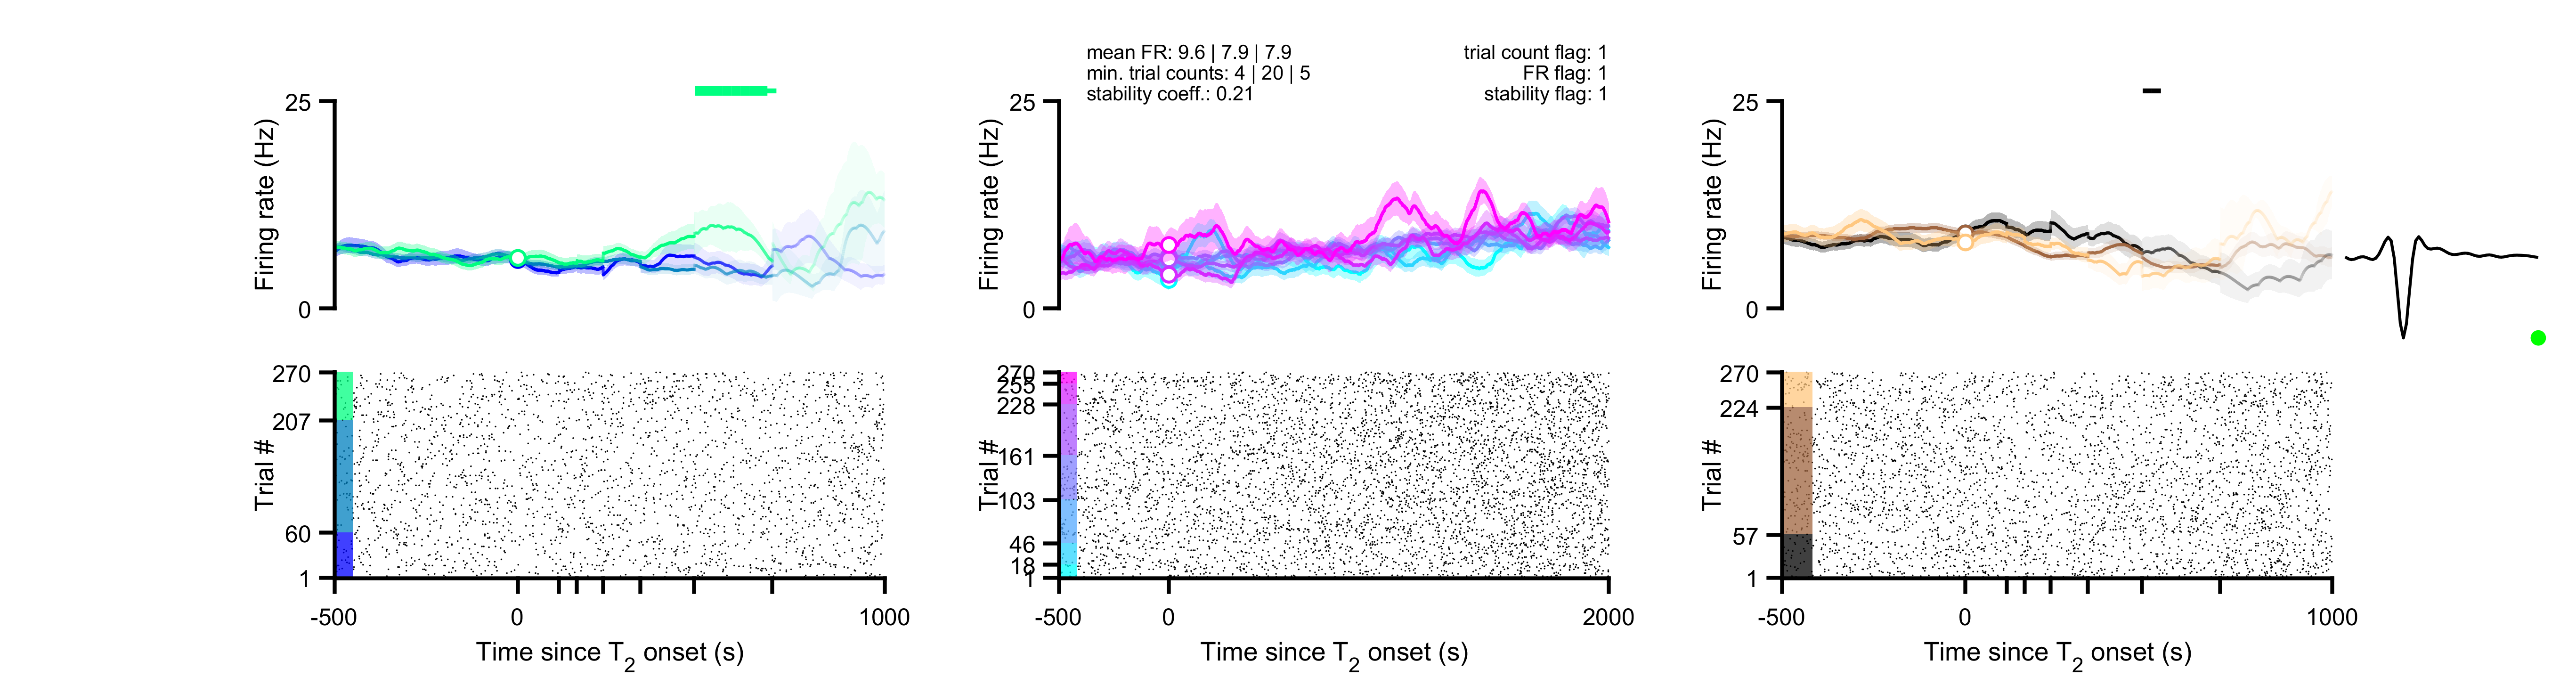 mean FR: 9.6 | 7.9 | 7.9
min. trial counts: 4 | 20 | 5
stability coeff.: 0.21
trial count flag: 1
FR flag: 1
stability flag: 1
25
Firing rate (Hz)
0
25
Firing rate (Hz)
0
25
Firing rate (Hz)
0
270
207
Trial #
60
1
-500
0
1000
Time since T2 onset (s)
270
255
228
Trial #
161
103
46
18
1
-500
0
2000
Time since T2 onset (s)
270
224
Trial #
57
1
-500
0
1000
Time since T2 onset (s)